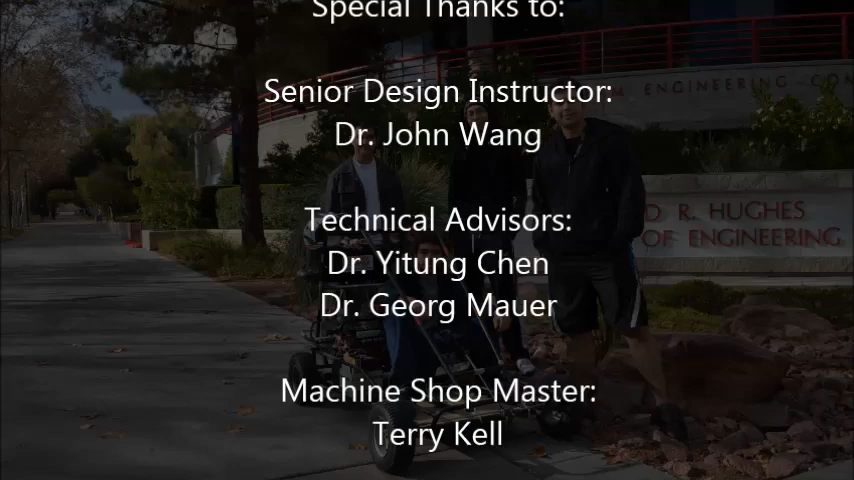 Special Thanks to:
Senior Design Instructor:
Dr. John Wang
Technical Advisors:
Dr. Yitung Chen
Dr. Georg Mauer
Machine Shop Master:
Terry Kell
ENGINEERING
D R. HUGHES
OF ENGINEERING